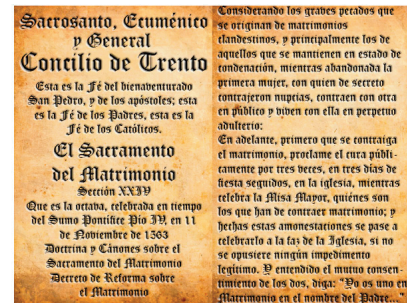 Sacrosanto, Ecuménico
y General
Concilio de Trento
Esta es la Fé del bienaventurado
San Pedro, y de los apóstoles; esta
es la Fé de los Padres, esta es la
Fé de los Católicos.
El Sacramento
del Matrimonio
Sección XXIV
Que es la octava, celebrada en tiempo
del Sumo Pontífice Pío IV, en 11
de Noviembre de 1563
Doctrina y Cánones sobre el
Sacramento del Matrimonio
Decreto de Reforma sobre
el Matrimonio
Considerando los graves pecados que
se originan de matrimonios
clandestinos, y principalmente los de
aquellos que se mantienen en estado de
condenación, mientras abandonada la
primera mujer, con quien de secreto
contrajeron nupcias, contraen con otra
en público y viven con ella en perpetuo
adulterio:
En adelante, primero que se contraiga
el matrimonio, proclame el cura públi-
camente por tres veces, en tres días de
fiesta seguidos, en la iglesia, mientras
celebra la Misa Mayor, quiénes son
los que han de contraer matrimonio; y
hechas estas amonestaciones se pase a
celebrarlo a la faz de la Iglesia, si no
se opusiere ningún impedimento
legítimo. Y entendido el mutuo consen-
timiento de los dos, diga: "Yo os uno en
Matrimonio en el nombre del Padre..."